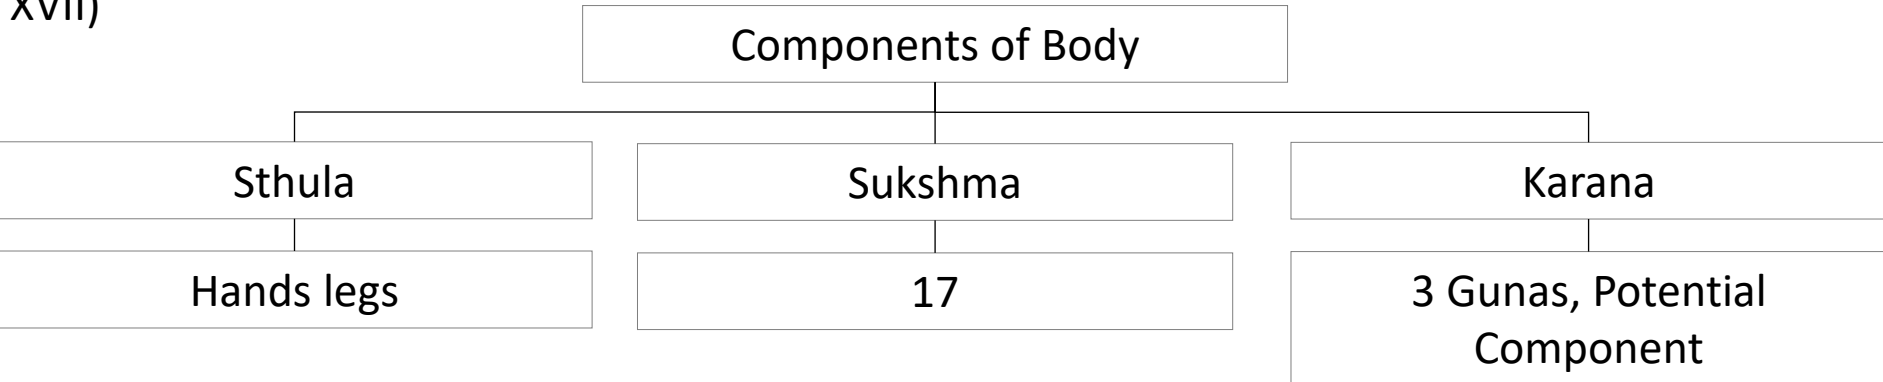 XVII)
Components of Body
Sthula
Sukshma
Karana
Hands legs
17
3 Gunas, Potential
Component